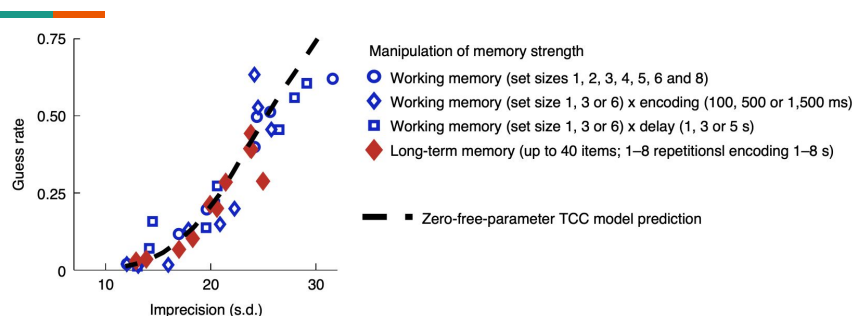 0.75
0.50
0.25
0
Guess rate
10 20 30
Imprecision (s.d.)
Manipulation of memory strength
Working memory (set sizes 1, 2, 3, 4, 5, 6 and 8)
Working memory (set size 1, 3 or 6) x encoding (100, 500 or 1,500 ms)
Working memory (set size 1, 3 or 6) x delay (1, 3 or 5 s)
Long-term memory (up to 40 items; 1–8 repetitionsl encoding 1–8 s)
Zero-free-parameter TCC model prediction